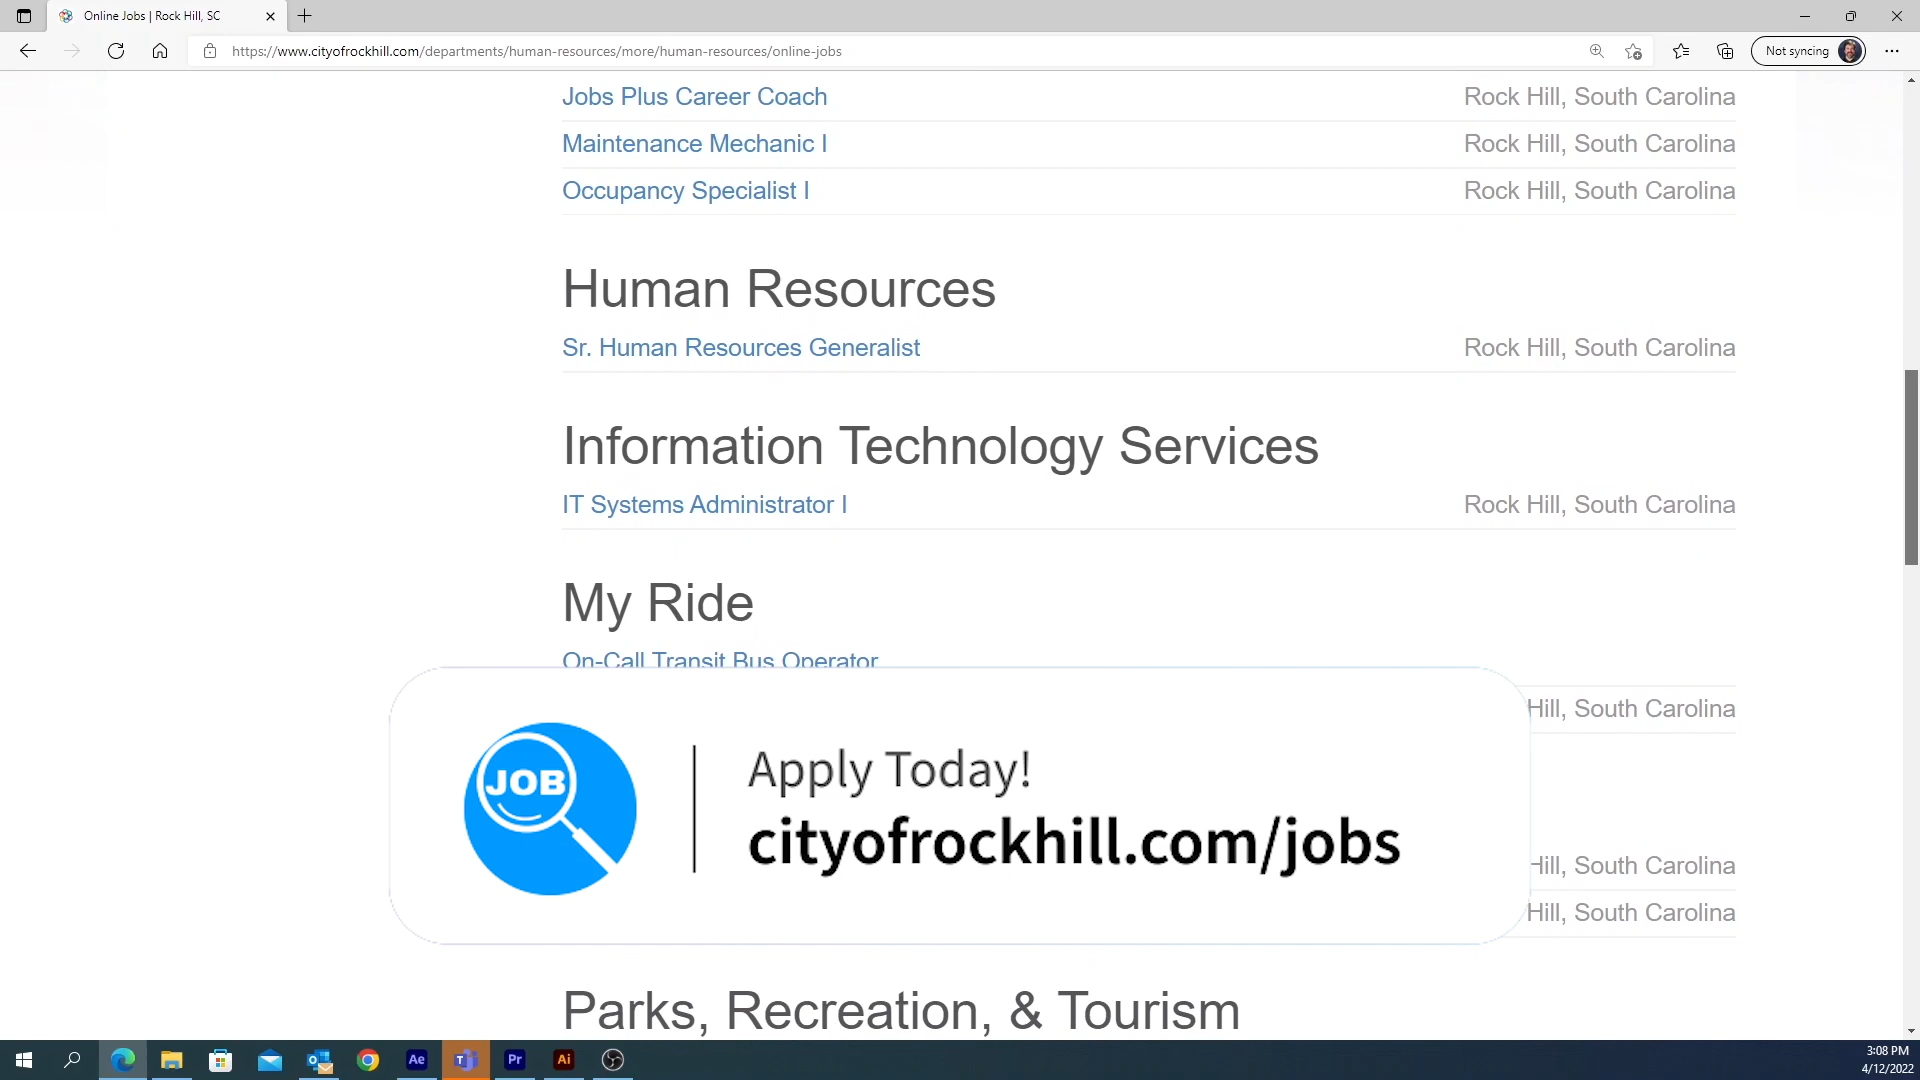 Online Jobs | Rock Hill, SC
https://www.cityofrockhill.com/departments/human-resources/more/human-resources/online-jobs
Not syncing
Jobs Plus Career Coach Rock Hill, South Carolina
Maintenance Mechanic I Rock Hill, South Carolina
Occupancy Specialist I Rock Hill, South Carolina
Human Resources
Sr. Human Resources Generalist Rock Hill, South Carolina
Information Technology Services
IT Systems Administrator I Rock Hill, South Carolina
My Ride
On-Call Transit Bus Operator
Hill, South Carolina
JOB
Apply Today!
cityofrockhill.com/jobs
Hill, South Carolina
Hill, South Carolina
Parks, Recreation, & Tourism
Ae
T
Pr
Ai
3:08 PM
4/12/2022